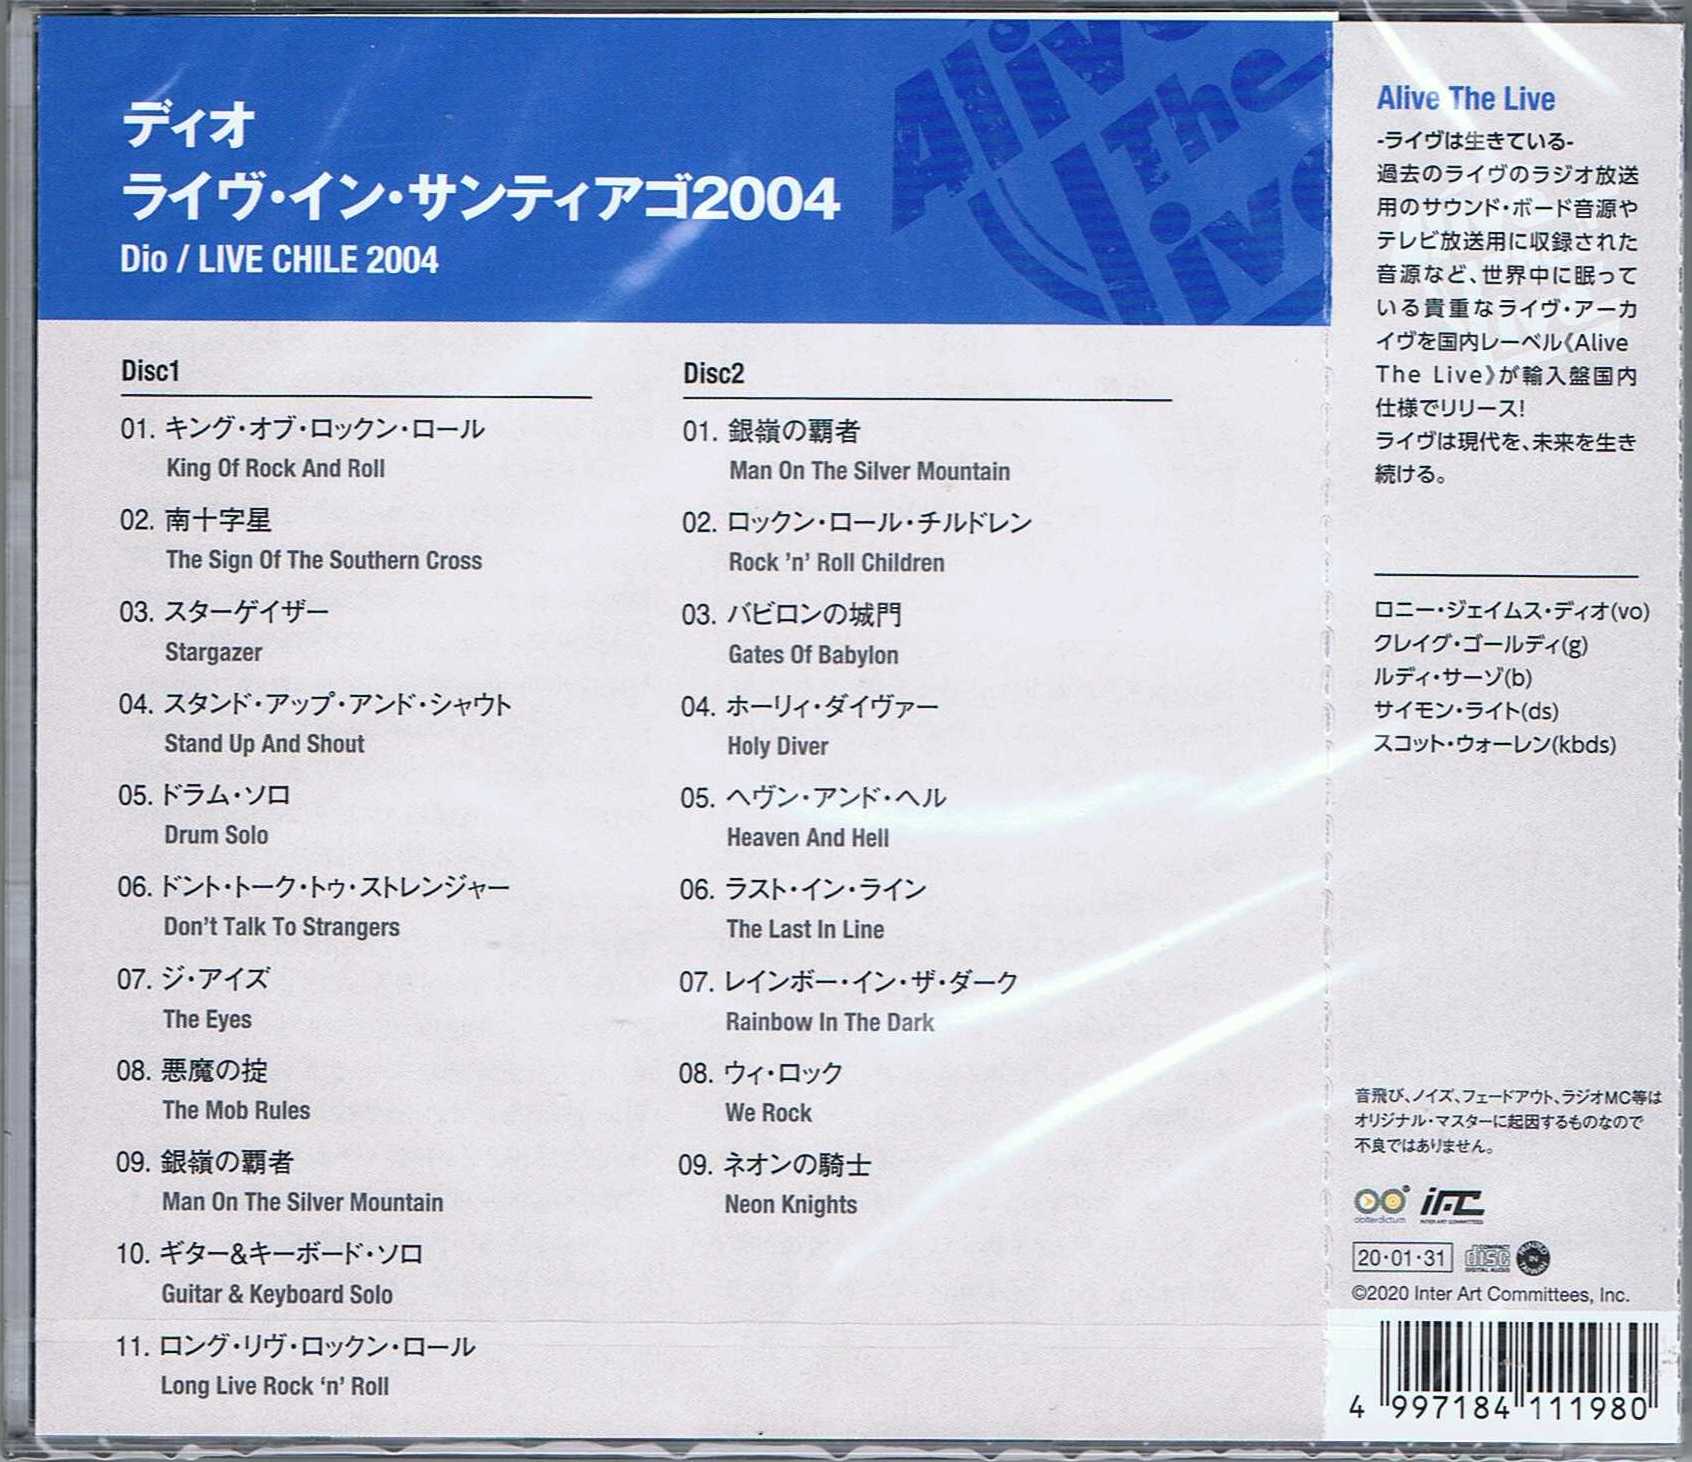 ディオ
ライヴ・イン・サンティアゴ2004
Dio / LIVE CHILE 2004
Alive
The
Live
Disc1
01. キング・オブ・ロックン・ロール
King Of Rock And Roll
02. 南十字星
The Sign Of The Southern Cross
03. スターゲイザー
Stargazer
04. スタンド・アップ・アンド・シャウト
Stand Up And Shout
05. ドラム・ソロ
Drum Solo
06. ドント・トーク・トゥ・ストレンジャー
Don't Talk To Strangers
07. ジ・アイズ
The Eyes
08. 悪魔の掟
The Mob Rules
09. 銀嶺の覇者
Man On The Silver Mountain
10. ギター&キーボード・ソロ
Guitar & Keyboard Solo
11. ロング・リヴ・ロックン・ロール
Long Live Rock ‘n’ Roll
Disc2
01. 銀嶺の覇者
Man On The Silver Mountain
02. ロックン・ロール・チルドレン
Rock ’n’ Roll Children
03. バビロンの城門
Gates Of Babylon
04. ホーリィ・ダイヴァー
Holy Diver
05. ヘヴン・アンド・ヘル
Heaven And Hell
06. ラスト・イン・ライン
The Last In Line
07. レインボー・イン・ザ・ダーク
Rainbow In The Dark
08. ウィ・ロック
We Rock
09. ネオンの騎士
Neon Knights
Alive The Live
-ライヴは生きている-
過去のライヴのラジオ放送
用のサウンド・ボード音源や
テレビ放送用に収録された
音源など、世界中に眠って
いる貴重なライヴ・アーカ
イヴを国内レーベル《Alive
The Live》が輸入盤国内
仕様でリリース!
ライヴは現代を、未来を生き
続ける。
ロニー・ジェイムス・ディオ(vo)
クレイグ・ゴールディ(g)
ルディ・サーゾ(b)
サイモン・ライト(ds)
スコット・ウォーレン(kbds)
音飛び、ノイズ、フェードアウト、ラジオMC等は
オリジナル・マスターに起因するものなので
不良ではありません。
obiterdictum
iAC
INTER ART COMMITTEES
20・01・31
COMPACT
disc
DIGITAL AUDIO
©2020 Inter Art Committees, Inc.
4 997184 111980